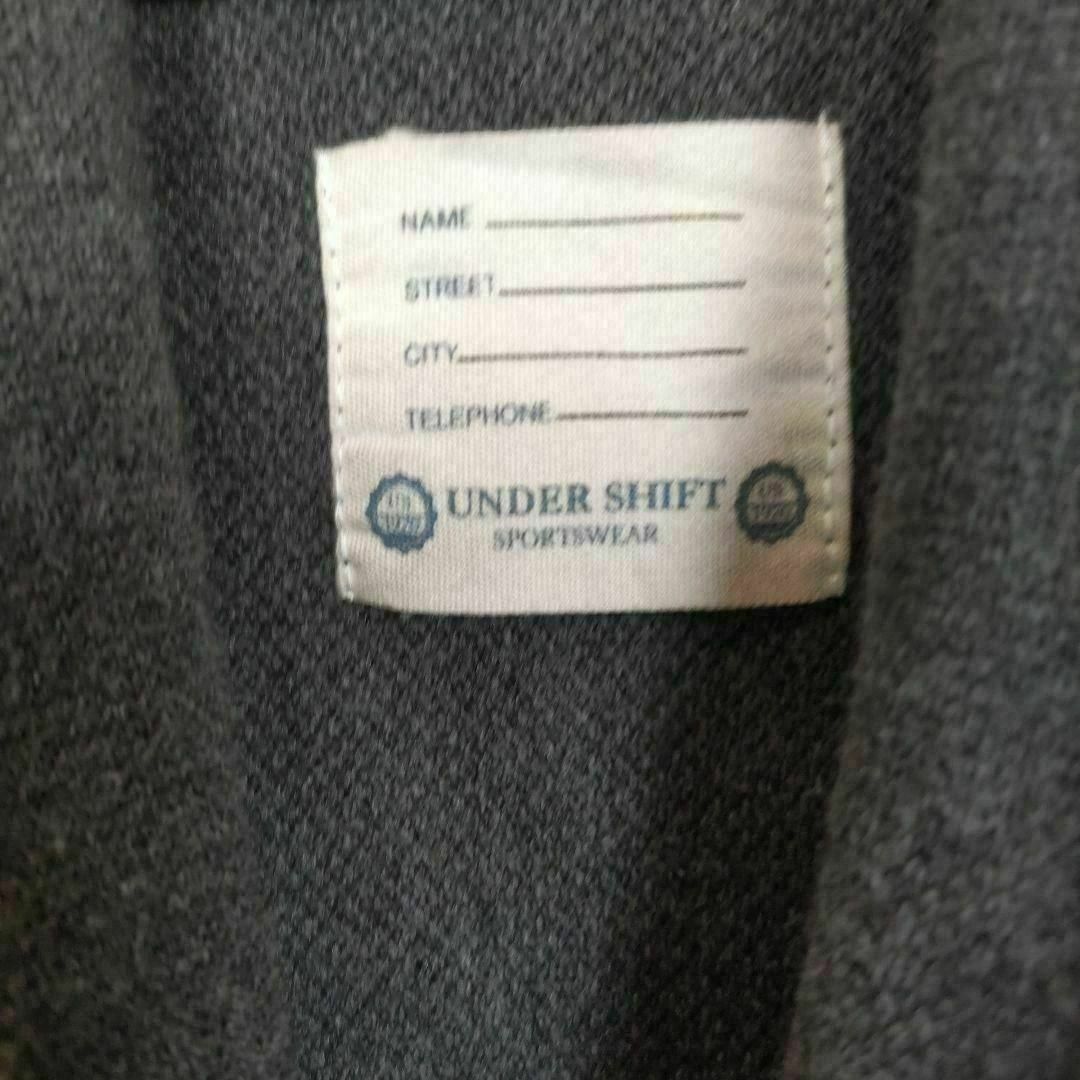 NAME
STREET
CITY
TELEPHONE
UNDER SHIFT
SPORTSWEAR